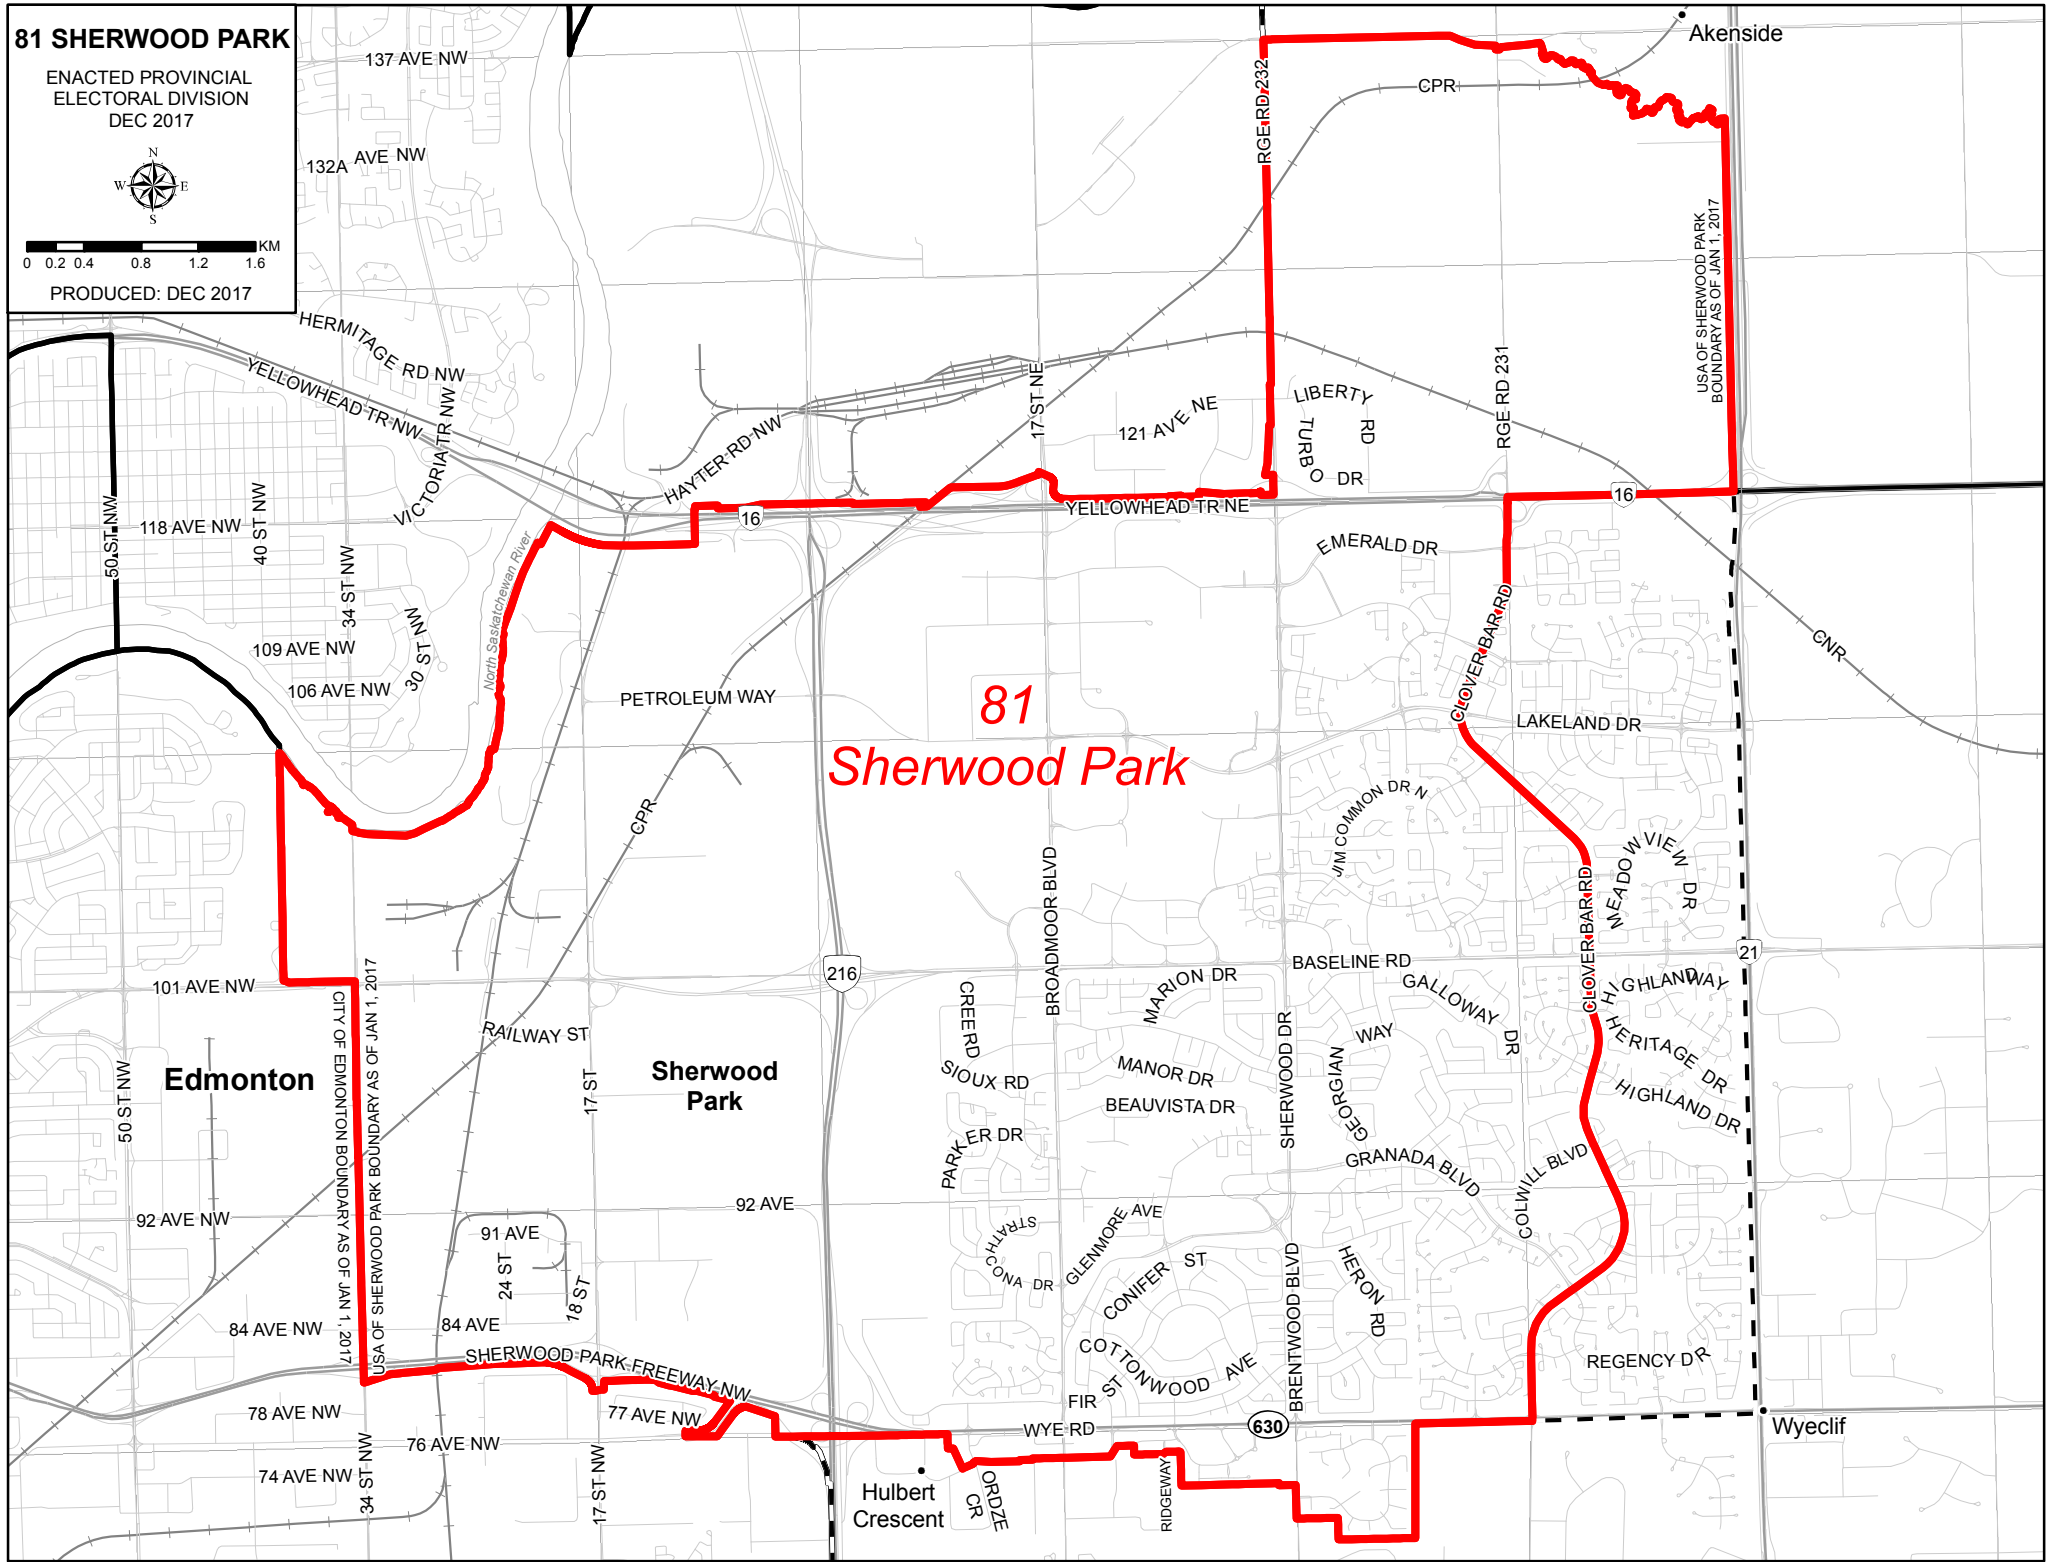 81 SHERWOOD PARK
ENACTED PROVINCIAL
ELECTORAL DIVISION
DEC 2017
N
W E
S
KM
0 0.2 0.4 0.8 1.2 1.6
PRODUCED: DEC 2017
137 AVE NW
132A AVE NW
Akenside
CPR
RGE RD 232
USA OF SHERWOOD PARK
BOUNDARY AS OF JAN 1, 2017
HERMITAGE RD NW
YELLOWHEAD TR NW
VICTORIA TR NW
HAYTER RD NW
17 ST NE
121 AVE NE
LIBERTY RD
TURBO DR
RGE RD 231
16
16
YELLOWHEAD TR NE
50 ST NW
118 AVE NW
40 ST NW
34 ST NW
30 ST NW
109 AVE NW
106 AVE NW
North Saskatchewan River
EMERALD DR
CLOVER BAR RD
CNR
PETROLEUM WAY
81
Sherwood Park
LAKELAND DR
CPR
JIM COMMON DR N
MEADOWVIEW DR
BROADMOOR BLVD
CLOVER BAR RD
21
216
101 AVE NW
BASELINE RD
MARION DR
GALLOWAY DR
HIGHLAND WAY
HERITAGE DR
HIGHLAND DR
CREE RD
SIOUX RD
RAILWAY ST
CITY OF EDMONTON BOUNDARY AS OF JAN 1, 2017
USA OF SHERWOOD PARK BOUNDARY AS OF JAN 1, 2017
Edmonton
Sherwood
Park
50 ST NW
17 ST
MANOR DR
BEAUVISTA DR
SHERWOOD DR
GEORGIAN WAY
PARKER DR
GRANADA BLVD
COLWILL BLVD
92 AVE NW
92 AVE
91 AVE
24 ST
18 ST
STRATHCONA DR
GLENMORE AVE
CONIFER ST
BRENTWOOD BLVD
HERON RD
84 AVE NW
84 AVE
SHERWOOD PARK FREEWAY NW
COTTONWOOD AVE
REGENCY DR
FIR ST
78 AVE NW
77 AVE NW
WYE RD
630
Wyeclif
76 AVE NW
74 AVE NW
34 ST NW
17 ST NW
Hulbert
Crescent
ORDZE
CR
RIDGEWAY